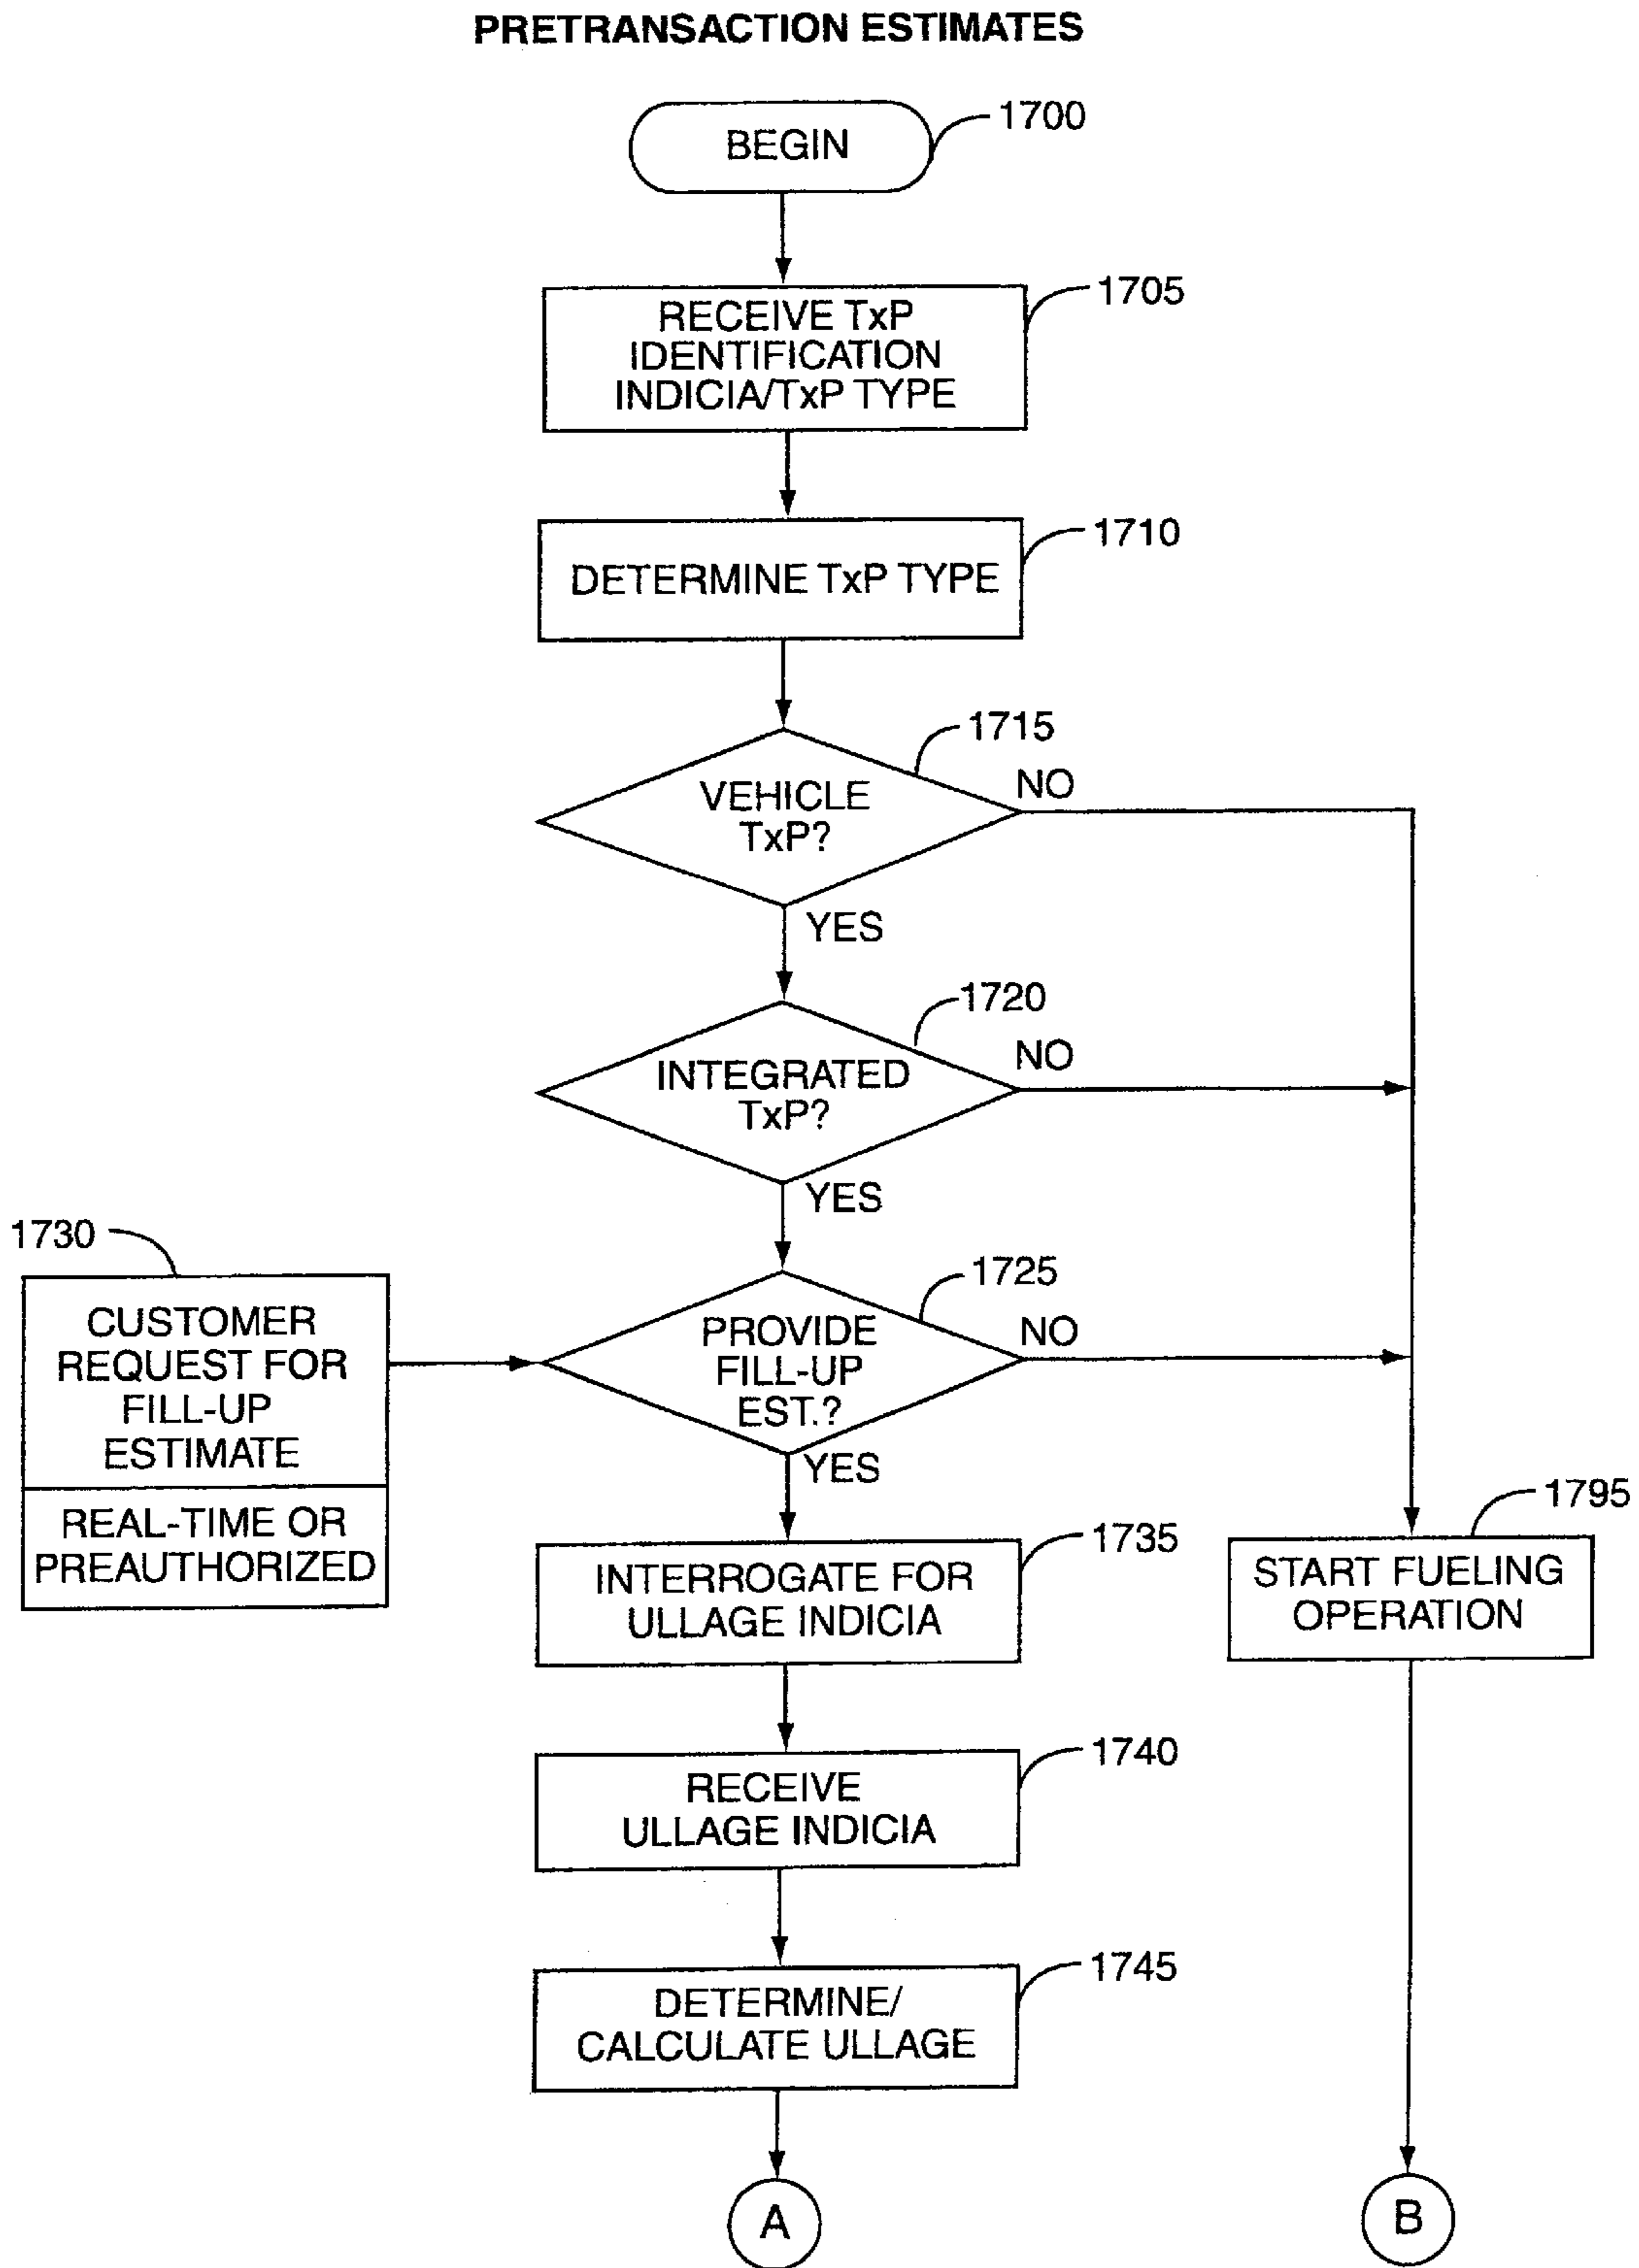 PRETRANSACTION ESTIMATES
BEGIN
1700
1705
RECEIVE TxP
IDENTIFICATION
INDICIA/TxP TYPE
1710
DETERMINE TxP TYPE
1715
NO
VEHICLE
TxP?
YES
1720
NO
INTEGRATED
TxP?
YES
1730
CUSTOMER
REQUEST FOR
FILL-UP
ESTIMATE
REAL-TIME OR
PREAUTHORIZED
1725
NO
PROVIDE
FILL-UP
EST.?
YES
1735
INTERROGATE FOR
ULLAGE INDICIA
1795
START FUELING
OPERATION
1740
RECEIVE
ULLAGE INDICIA
1745
DETERMINE/
CALCULATE ULLAGE
A
B